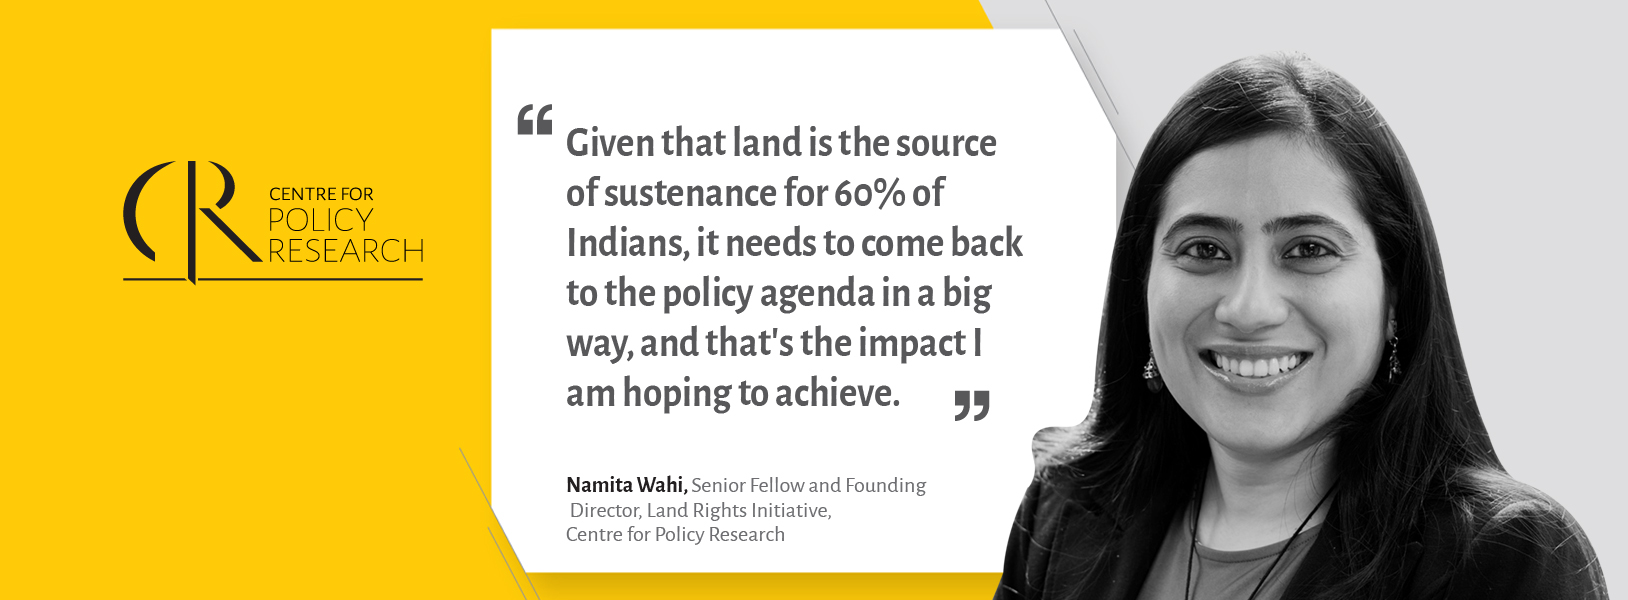 CENTRE FOR
POLICY
RESEARCH
“
Given that land is the source
of sustenance for 60% of
Indians, it needs to come back
to the policy agenda in a big
way, and that's the impact I
am hoping to achieve.
”
Namita Wahi, Senior Fellow and Founding
Director, Land Rights Initiative,
Centre for Policy Research